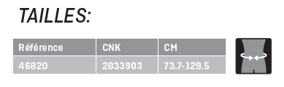 TAILLES:
Référence CNK CM
46820 2833903 73.7-129.5